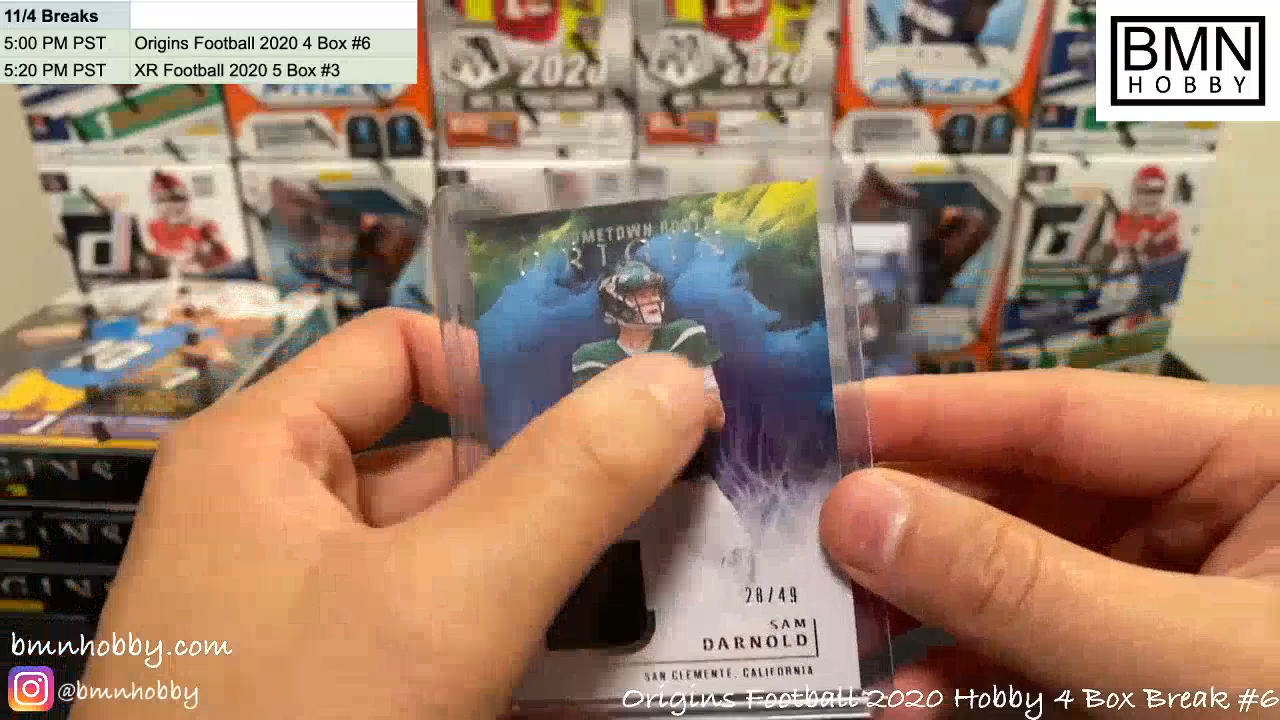 11/4 Breaks
5:00 PM PST Origins Football 2020 4 Box #6
5:20 PM PST XR Football 2020 5 Box #3
BMN
HOBBY
2020
2020
28/49
SAM
DARNOLD
SAN CLEMENTE, CALIFORNIA
bmnhobby.com
@bmnhobby
Origins Football 2020 Hobby 4 Box Break #6